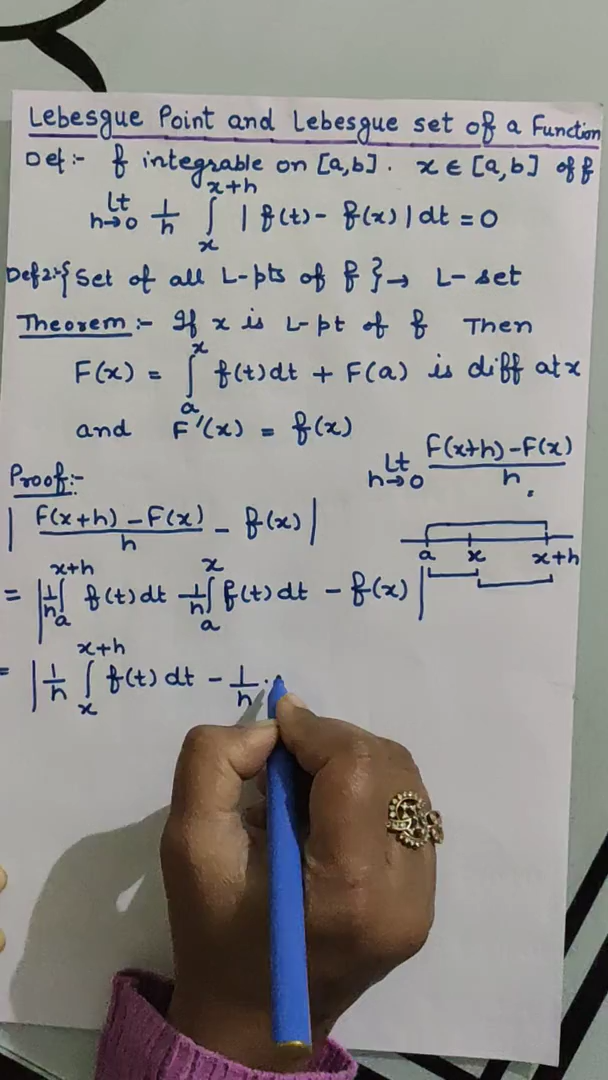 Lebesgue Point and Lebesgue set of a Function
Def:- f integrable on [a,b]. x ∈ [a,b] of f
Lt h→0 1/h ∫_x^{x+h} | f(t) - f(x) | dt = 0
Def2:- {Set of all L-pts of f} → L-set
Theorem:- If x is L-pt of f Then
F(x) = ∫_a^x f(t)dt + F(a) is diff at x
and F'(x) = f(x)
Lt h→0 F(x+h) - F(x) / h.
Proof:-
| F(x+h) - F(x) / h - f(x) |
a x x+h
= | 1/h ∫_a^{x+h} f(t) dt - 1/h ∫_a^x f(t) dt - f(x) |
= | 1/h ∫_x^{x+h} f(t) dt - 1/h ·